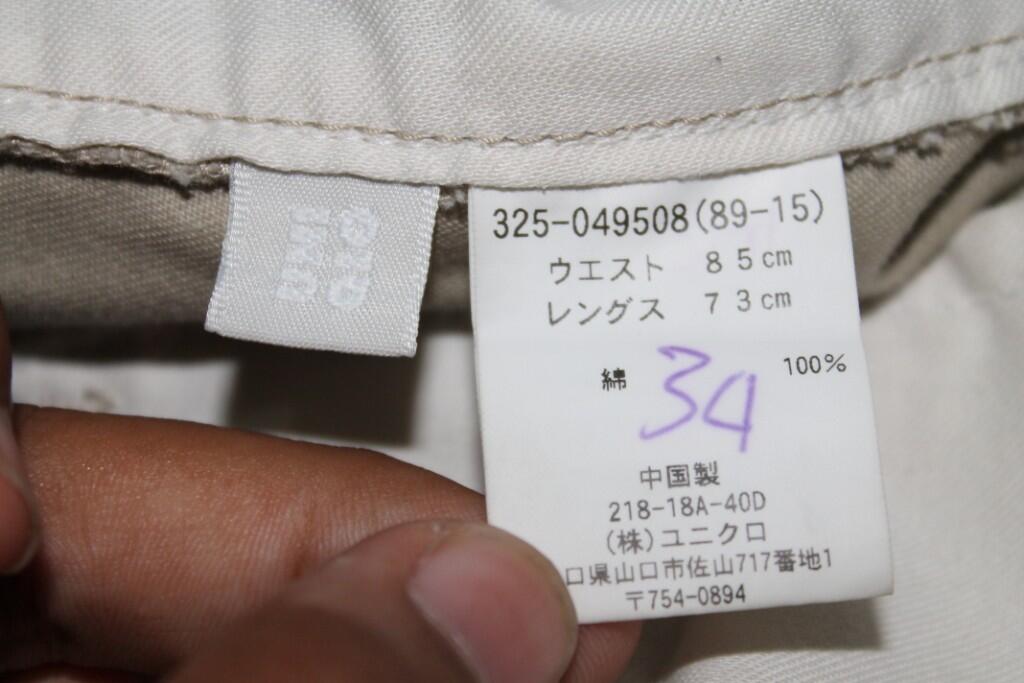 325-049508(89-15)
ウエスト 85cm
レングス 73cm
綿 100%
34
中国製
218-18A-40D
(株)ユニクロ
口県山口市佐山717番地1
〒754-0894